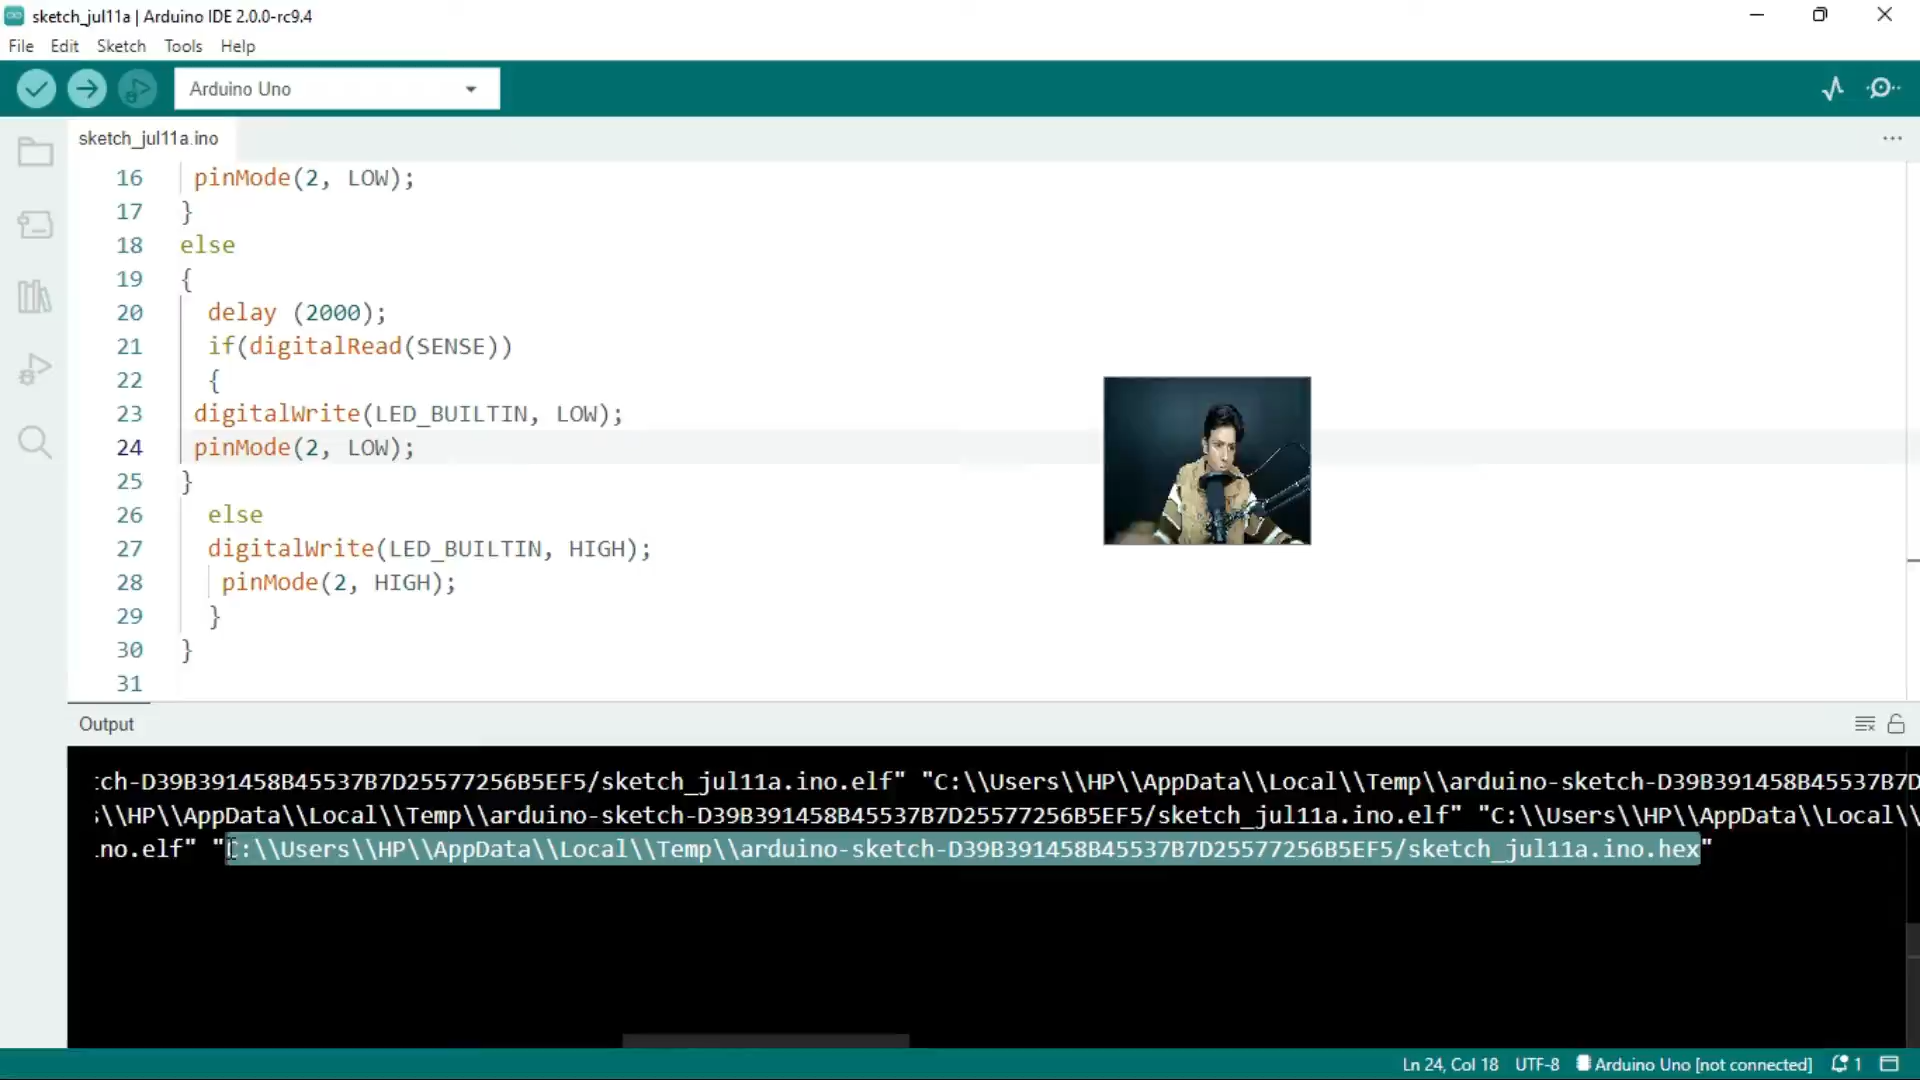 sketch_jul11a | Arduino IDE 2.0.0-rc9.4
File Edit Sketch Tools Help
Arduino Uno
sketch_jul11a.ino
16 pinMode(2, LOW);
17 }
18 else
19 {
20 delay (2000);
21 if(digitalRead(SENSE))
22 {
23 digitalWrite(LED_BUILTIN, LOW);
24 pinMode(2, LOW);
25 }
26 else
27 digitalWrite(LED_BUILTIN, HIGH);
28 pinMode(2, HIGH);
29 }
30 }
31
Output
:ch-D39B391458B45537B7D25577256B5EF5/sketch_jul11a.ino.elf" "C:\\Users\\HP\\AppData\\Local\\Temp\\arduino-sketch-D39B391458B45537B7D
\\HP\\AppData\\Local\\Temp\\arduino-sketch-D39B391458B45537B7D25577256B5EF5/sketch_jul11a.ino.elf" "C:\\Users\\HP\\AppData\\Local\\
.no.elf" "C:\\Users\\HP\\AppData\\Local\\Temp\\arduino-sketch-D39B391458B45537B7D25577256B5EF5/sketch_jul11a.ino.hex"
Ln 24, Col 18 UTF-8 Arduino Uno [not connected] 1